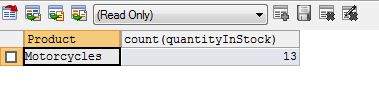 (Read Only)
Product count(quantityInStock)
Motorcycles 13